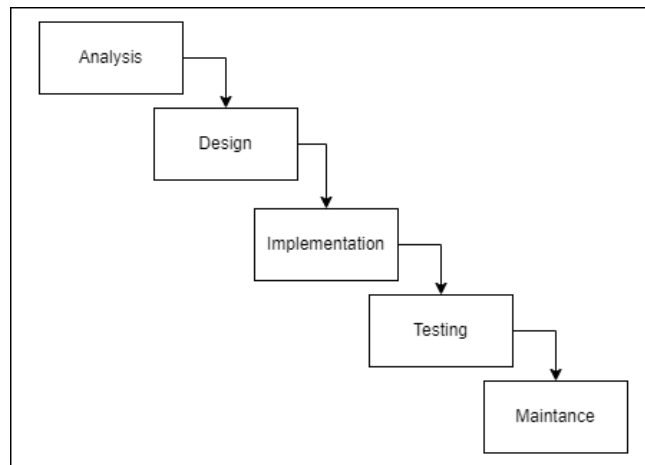 Analysis
Design
Implementation
Testing
Maintance